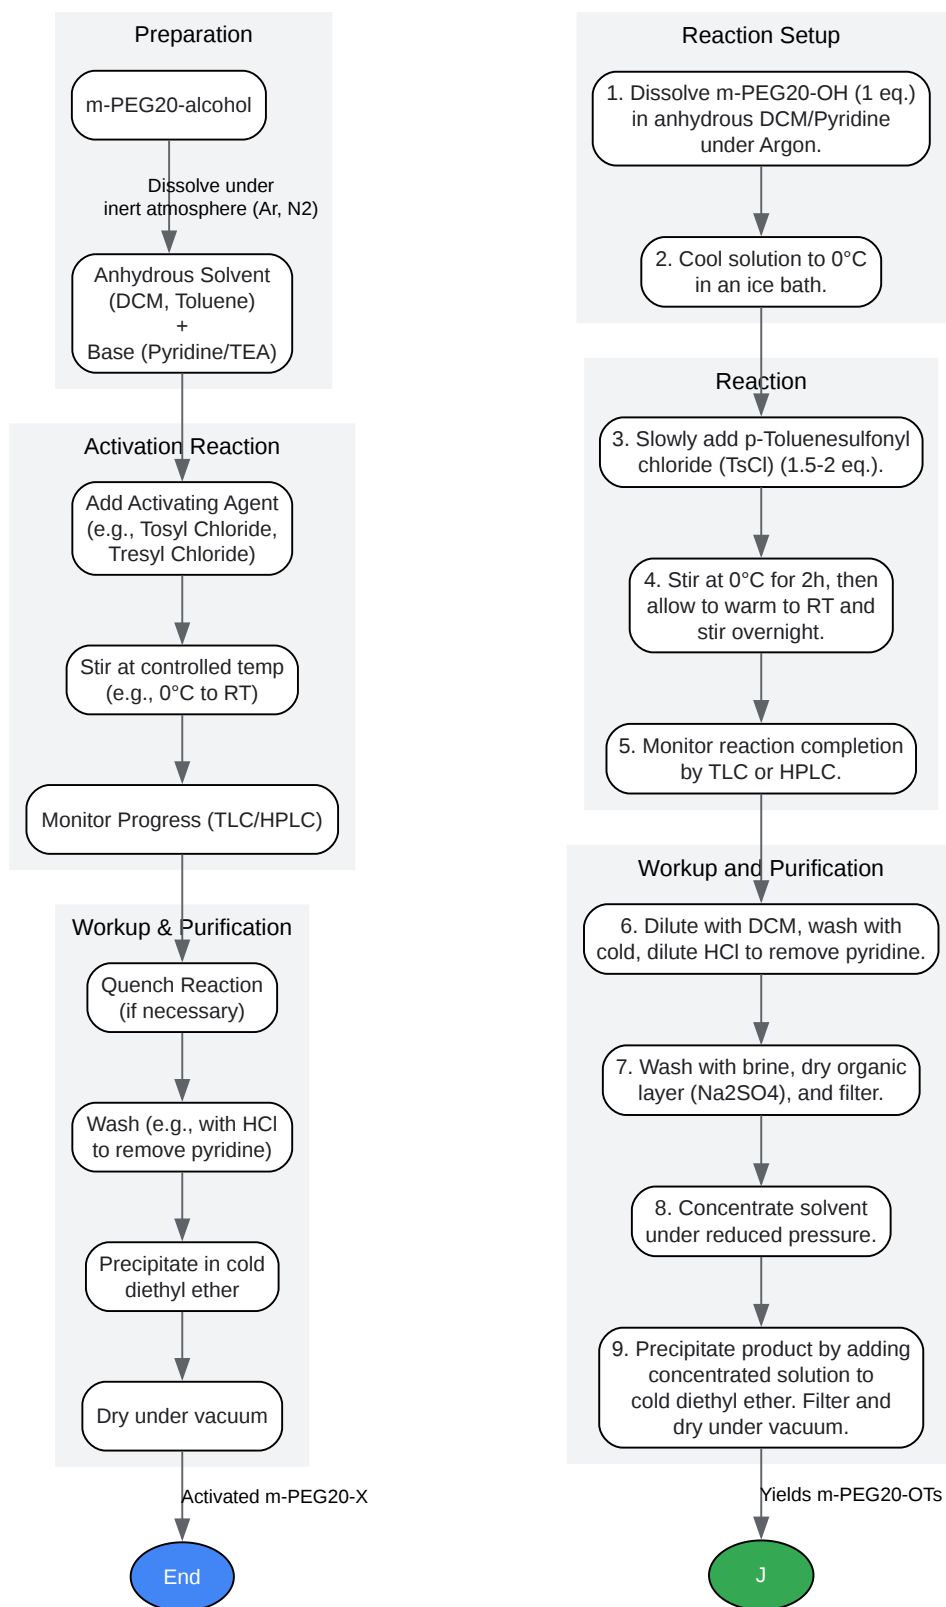 Preparation
m-PEG20-alcohol
Dissolve under
inert atmosphere (Ar, N2)
Anhydrous Solvent
(DCM, Toluene)
+
Base (Pyridine/TEA)
Activation Reaction
Add Activating Agent
(e.g., Tosyl Chloride,
Tresyl Chloride)
Stir at controlled temp
(e.g., 0°C to RT)
Monitor Progress (TLC/HPLC)
Workup & Purification
Quench Reaction
(if necessary)
Wash (e.g., with HCl
to remove pyridine)
Precipitate in cold
diethyl ether
Dry under vacuum
Activated m-PEG20-X
End
Reaction Setup
1. Dissolve m-PEG20-OH (1 eq.)
in anhydrous DCM/Pyridine
under Argon.
2. Cool solution to 0°C
in an ice bath.
Reaction
3. Slowly add p-Toluenesulfonyl
chloride (TsCl) (1.5-2 eq.).
4. Stir at 0°C for 2h, then
allow to warm to RT and
stir overnight.
5. Monitor reaction completion
by TLC or HPLC.
Workup and Purification
6. Dilute with DCM, wash with
cold, dilute HCl to remove pyridine.
7. Wash with brine, dry organic
layer (Na2SO4), and filter.
8. Concentrate solvent
under reduced pressure.
9. Precipitate product by adding
concentrated solution to
cold diethyl ether. Filter and
dry under vacuum.
Yields m-PEG20-OTs
J